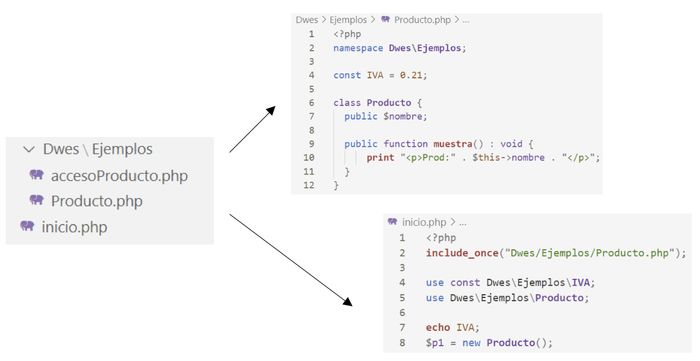 Dwes \ Ejemplos
accesoProducto.php
Producto.php
inicio.php
Dwes > Ejemplos > Producto.php > ...
1 <?php
2 namespace Dwes\Ejemplos;
3
4 const IVA = 0.21;
5
6 class Producto {
7 public $nombre;
8
9 public function muestra() : void {
10 print "<p>Prod:" . $this->nombre . "</p>";
11 }
12 }
inicio.php > ...
1 <?php
2 include_once("Dwes/Ejemplos/Producto.php");
3
4 use const Dwes\Ejemplos\IVA;
5 use Dwes\Ejemplos\Producto;
6
7 echo IVA;
8 $p1 = new Producto();